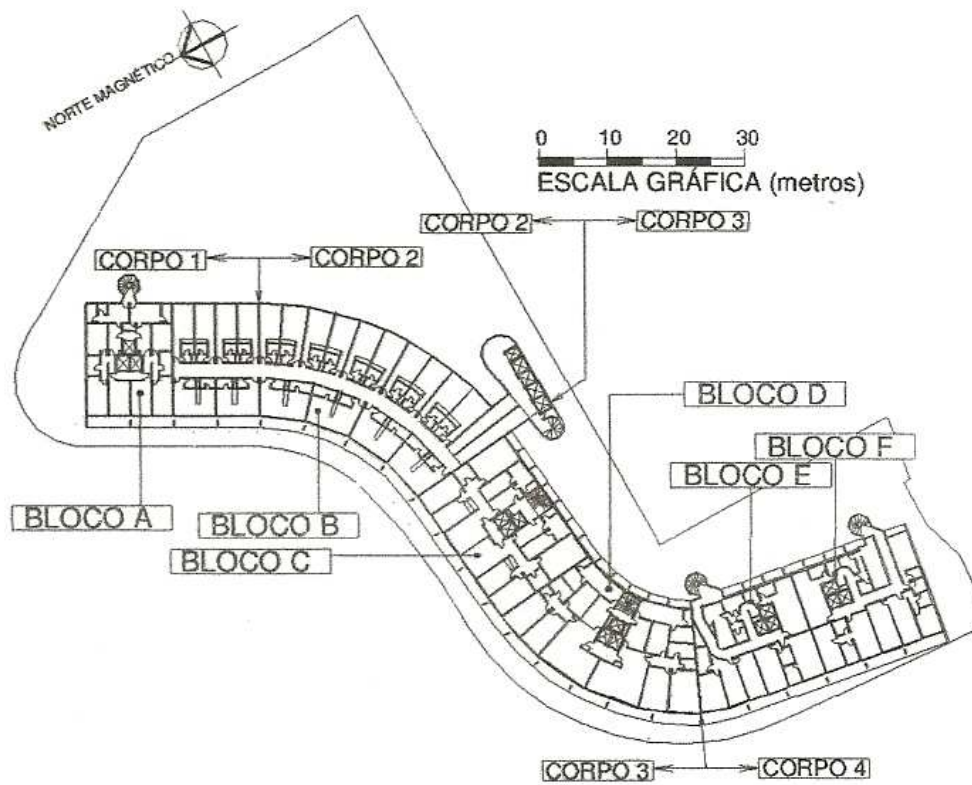 NORTE MAGNÉTICO
0 10 20 30
ESCALA GRÁFICA (metros)
CORPO 2 CORPO 3
CORPO 1 CORPO 2
BLOCO D
BLOCO F
BLOCO E
BLOCO A
BLOCO B
BLOCO C
CORPO 3 CORPO 4